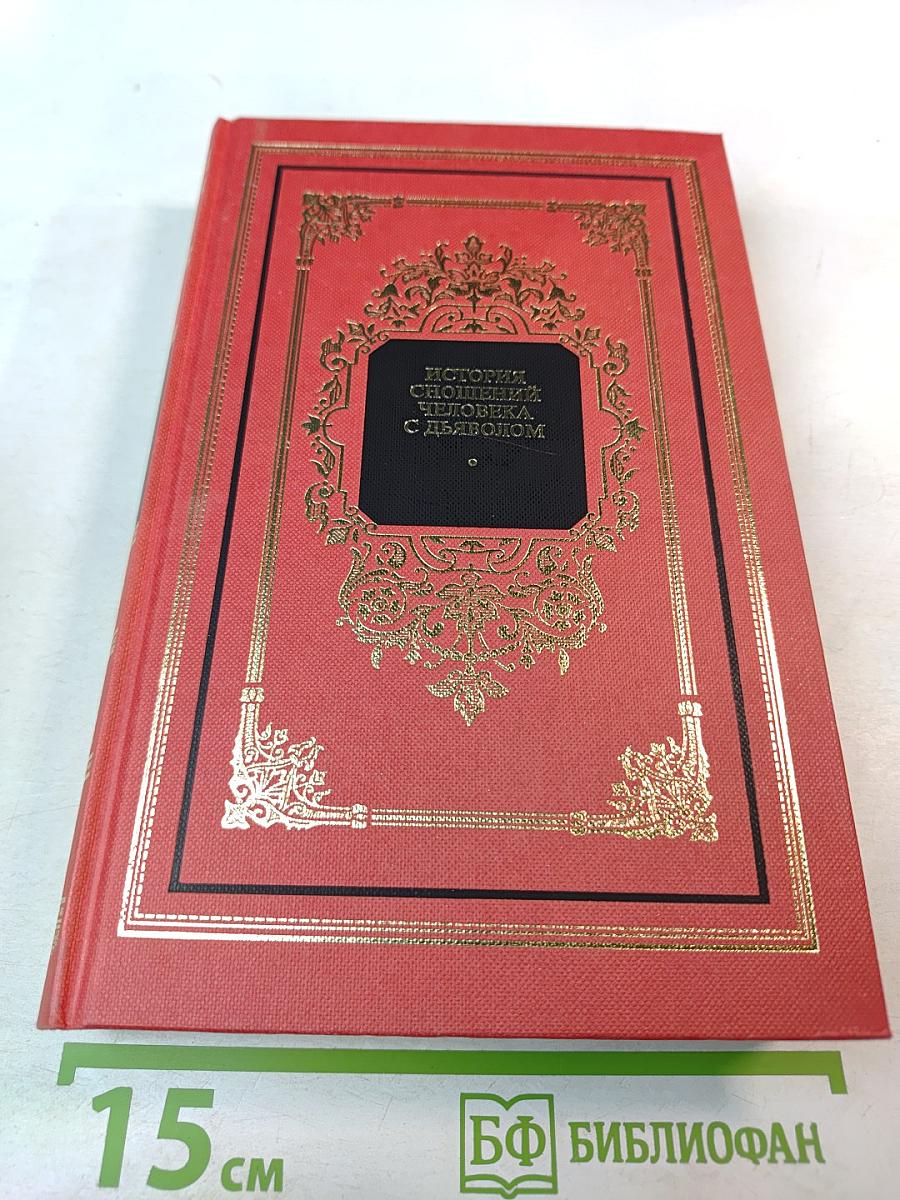 ИСТОРИЯ
СНОШЕНИЙ
ЧЕЛОВЕКА
С ДЬЯВОЛОМ
15 см
БФ БИБЛИОФАН